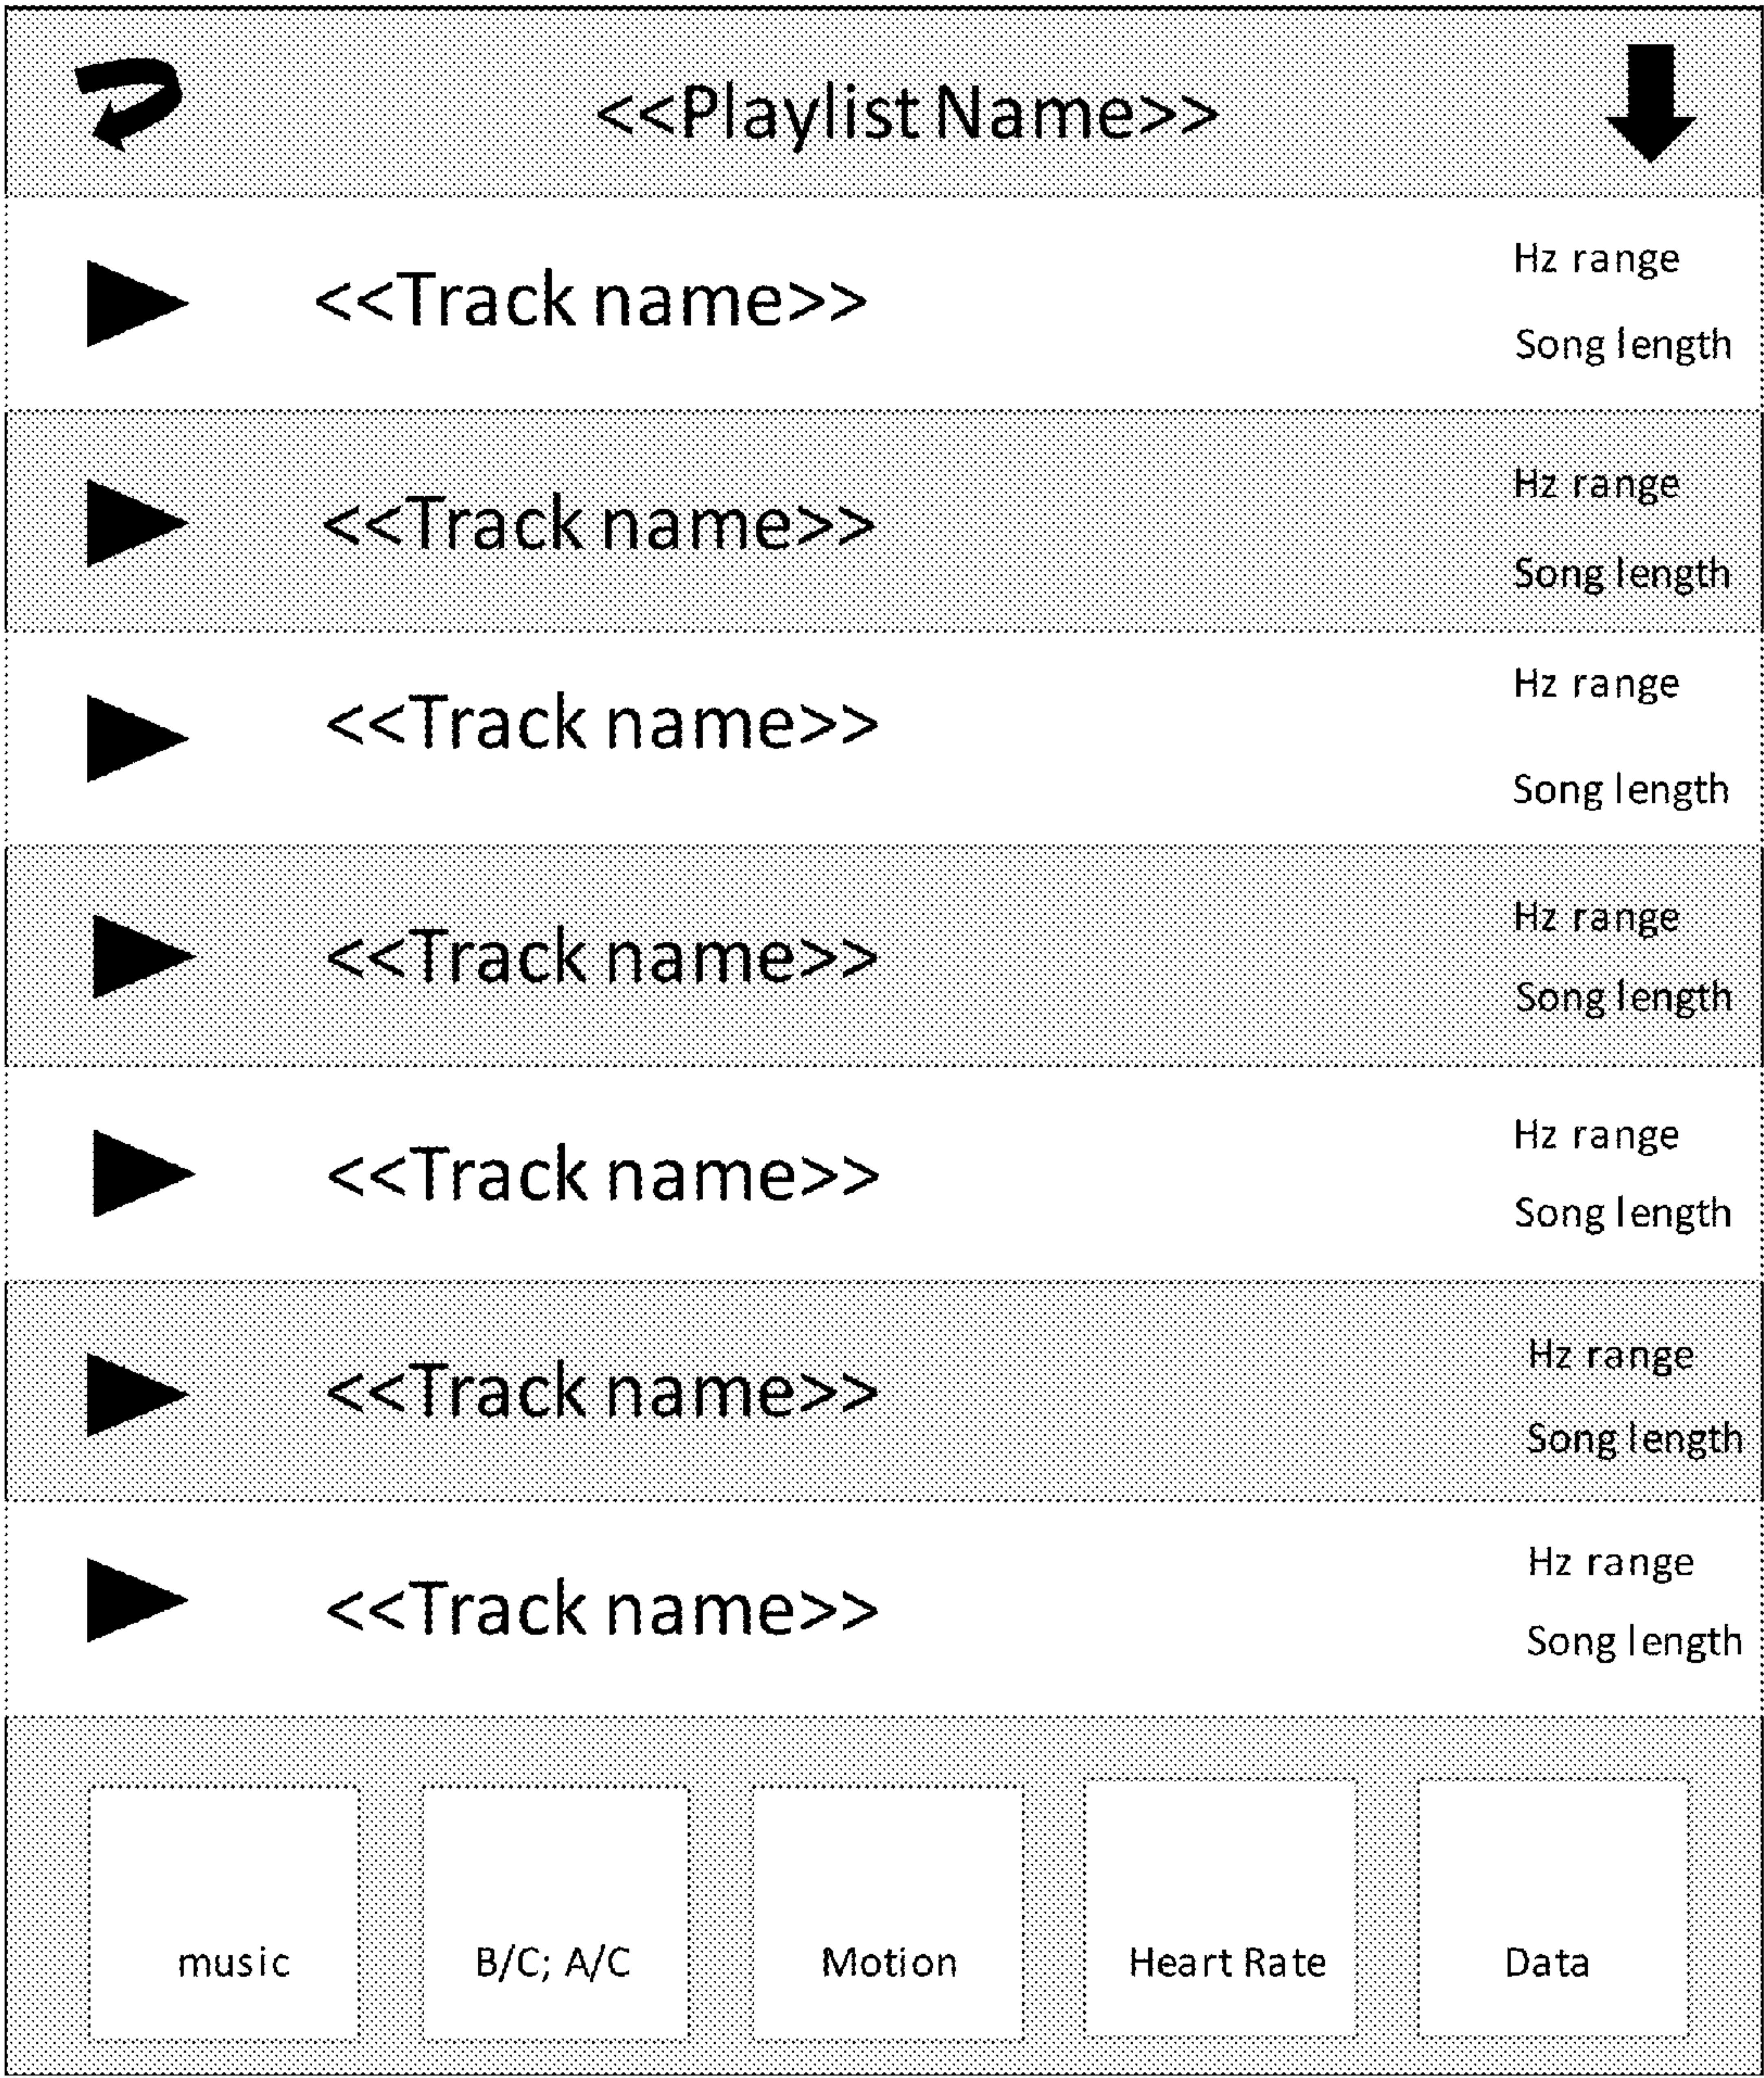 <<Playlist Name>>
<<Track name>>
Hz range
Song length
<<Track name>>
Hz range
Song length
<<Track name>>
Hz range
Song length
<<Track name>>
Hz range
Song length
<<Track name>>
Hz range
Song length
<<Track name>>
Hz range
Song length
<<Track name>>
Hz range
Song length
music
B/C; A/C
Motion
Heart Rate
Data